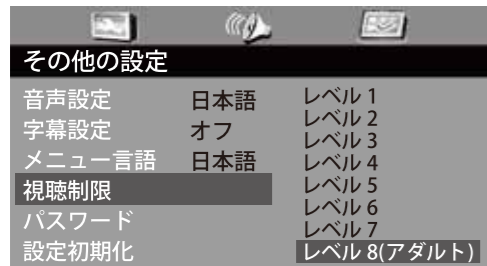 その他の設定
音声設定 日本語
字幕設定 オフ
メニュー言語 日本語
視聴制限
パスワード
設定初期化
レベル 1
レベル 2
レベル 3
レベル 4
レベル 5
レベル 6
レベル 7
レベル 8(アダルト)